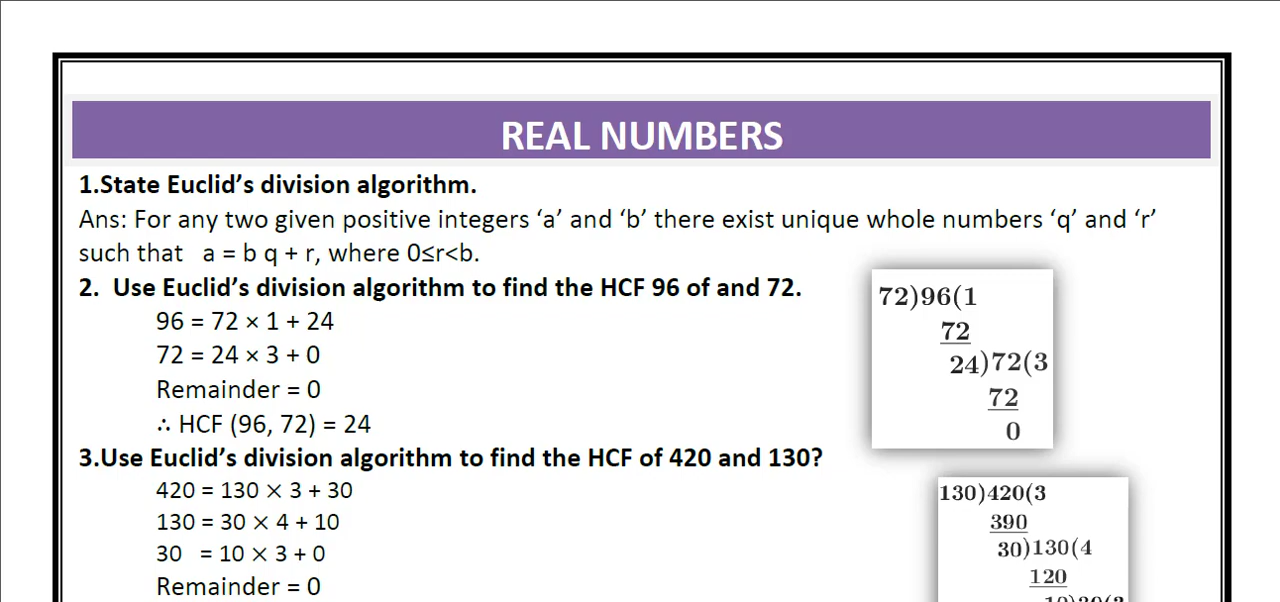 REAL NUMBERS
1.State Euclid’s division algorithm.
Ans: For any two given positive integers ‘a’ and ‘b’ there exist unique whole numbers ‘q’ and ‘r’
such that a = b q + r, where 0≤r<b.
2. Use Euclid’s division algorithm to find the HCF 96 of and 72.
96 = 72 × 1 + 24
72 = 24 × 3 + 0
Remainder = 0
∴ HCF (96, 72) = 24
72)96(1
72
24)72(3
72
0
3.Use Euclid’s division algorithm to find the HCF of 420 and 130?
420 = 130 × 3 + 30
130 = 30 × 4 + 10
30 = 10 × 3 + 0
Remainder = 0
130)420(3
390
30)130(4
120